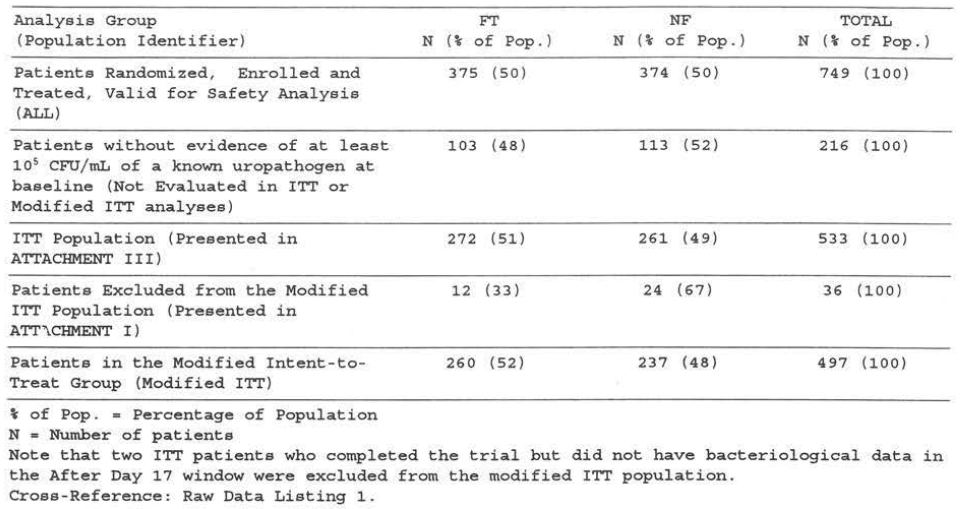 Analysis Group FT NF TOTAL
(Population Identifier) N (% of Pop.) N (% of Pop.) N (% of Pop.)
Patients Randomized, Enrolled and 375 (50) 374 (50) 749 (100)
Treated, Valid for Safety Analysis
(ALL)
Patients without evidence of at least 103 (48) 113 (52) 216 (100)
10⁵ CFU/mL of a known uropathogen at
baseline (Not Evaluated in ITT or
Modified ITT analyses)
ITT Population (Presented in 272 (51) 261 (49) 533 (100)
ATTACHMENT III)
Patients Excluded from the Modified 12 (33) 24 (67) 36 (100)
ITT Population (Presented in
ATTACHMENT I)
Patients in the Modified Intent-to- 260 (52) 237 (48) 497 (100)
Treat Group (Modified ITT)
% of Pop. = Percentage of Population
N = Number of patients
Note that two ITT patients who completed the trial but did not have bacteriological data in
the After Day 17 window were excluded from the modified ITT population.
Cross-Reference: Raw Data Listing 1.